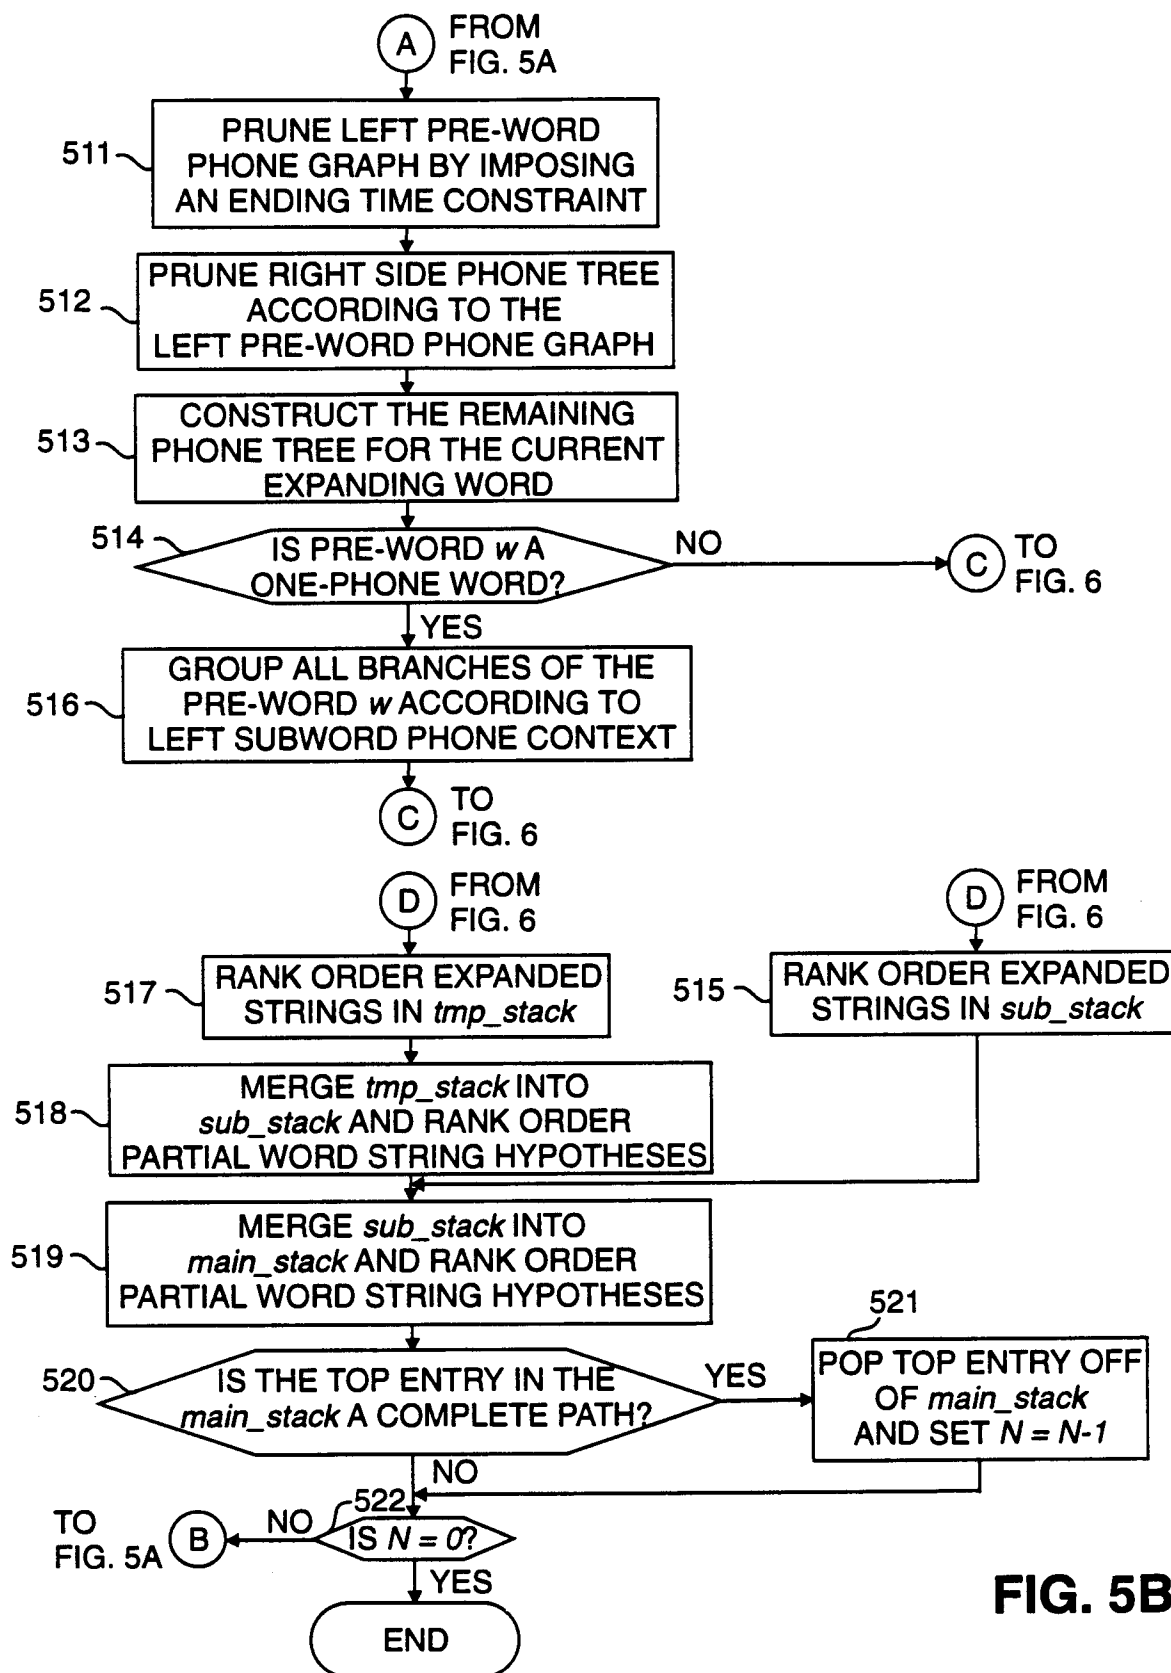 A
FROM
FIG. 5A
511
PRUNE LEFT PRE-WORD
PHONE GRAPH BY IMPOSING
AN ENDING TIME CONSTRAINT
512
PRUNE RIGHT SIDE PHONE TREE
ACCORDING TO THE
LEFT PRE-WORD PHONE GRAPH
513
CONSTRUCT THE REMAINING
PHONE TREE FOR THE CURRENT
EXPANDING WORD
514
IS PRE-WORD w A
ONE-PHONE WORD?
NO
C
TO
FIG. 6
YES
516
GROUP ALL BRANCHES OF THE
PRE-WORD w ACCORDING TO
LEFT SUBWORD PHONE CONTEXT
C
TO
FIG. 6
D
FROM
FIG. 6
D
FROM
FIG. 6
517
RANK ORDER EXPANDED
STRINGS IN tmp_stack
515
RANK ORDER EXPANDED
STRINGS IN sub_stack
518
MERGE tmp_stack INTO
sub_stack AND RANK ORDER
PARTIAL WORD STRING HYPOTHESES
519
MERGE sub_stack INTO
main_stack AND RANK ORDER
PARTIAL WORD STRING HYPOTHESES
520
IS THE TOP ENTRY IN THE
main_stack A COMPLETE PATH?
YES
521
POP TOP ENTRY OFF
OF main_stack
AND SET N = N-1
NO
522
IS N = 0?
NO
B
TO
FIG. 5A
YES
END
FIG. 5B